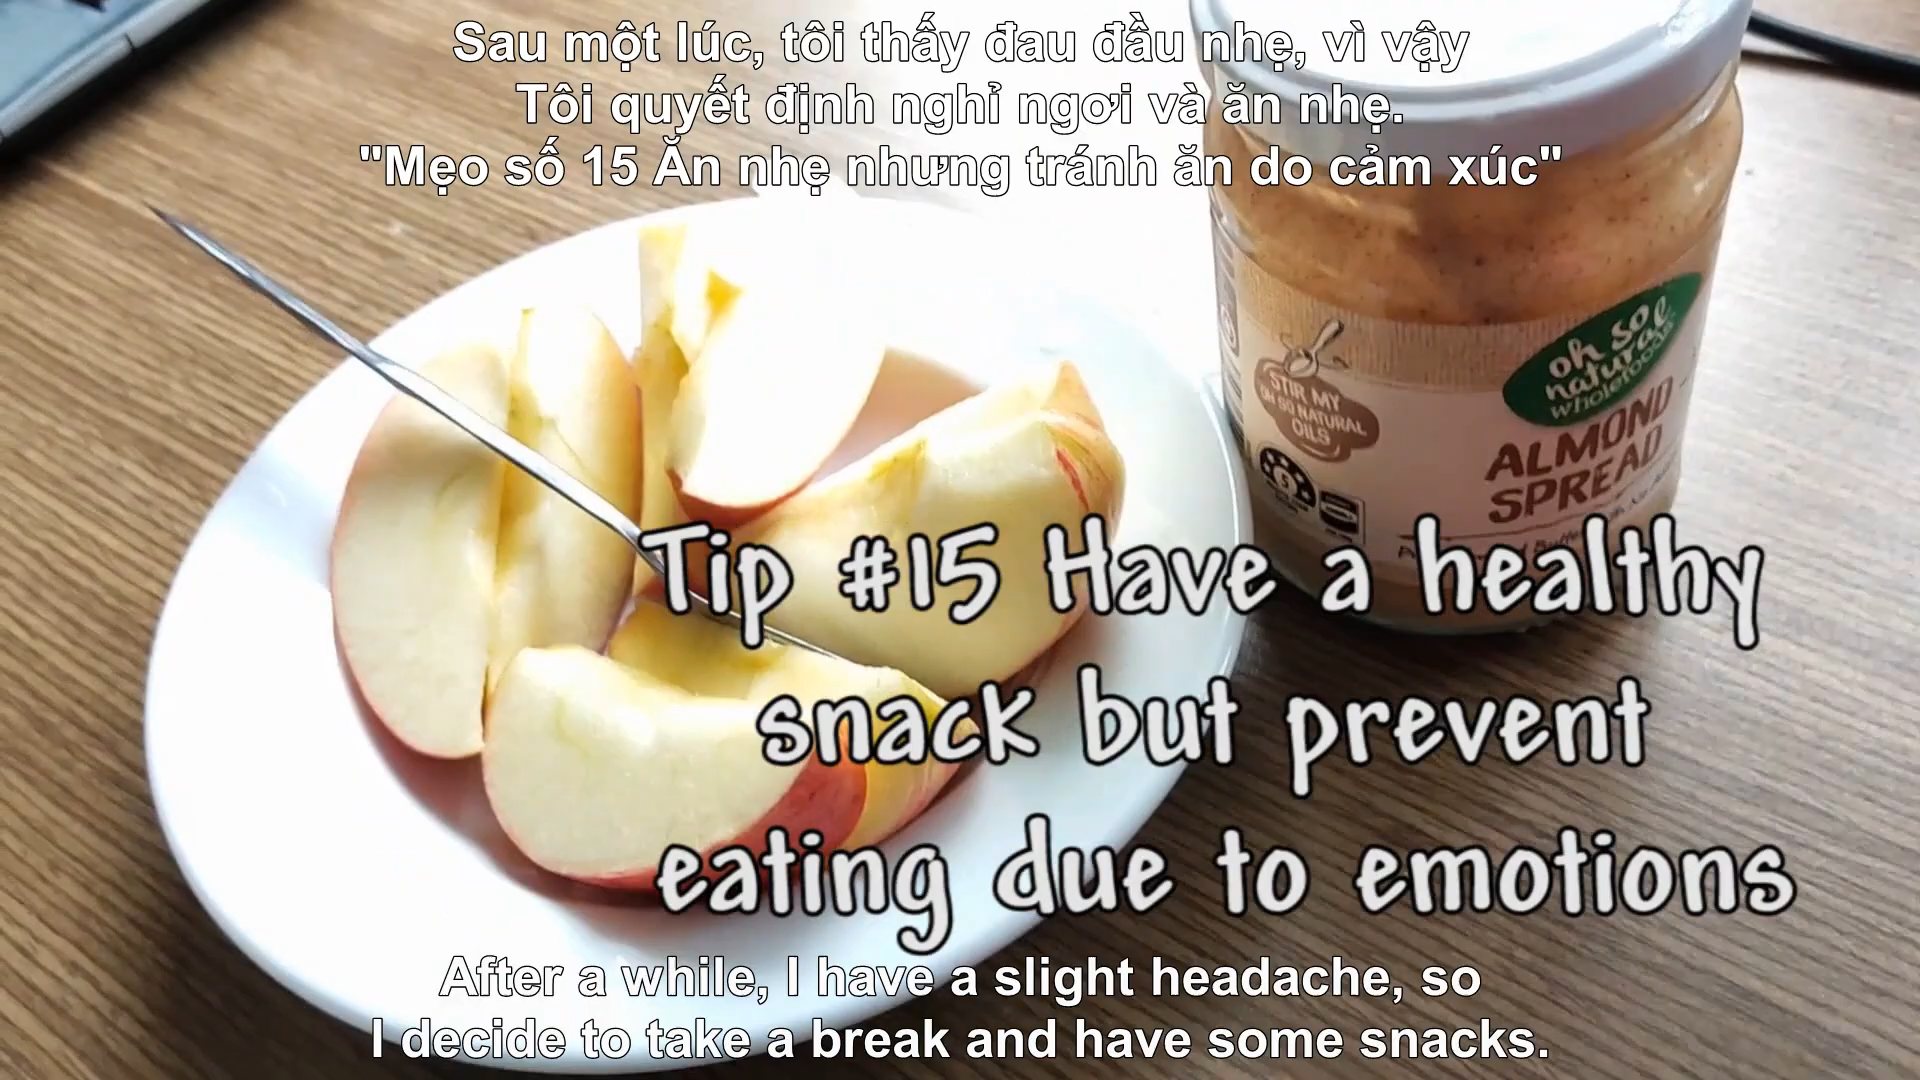 Sau một lúc, tôi thấy đau đầu nhẹ, vì vậy
Tôi quyết định nghỉ ngơi và ăn nhẹ.
"Mẹo số 15 Ăn nhẹ nhưng tránh ăn do cảm xúc"
oh so
natural
wholefoods
STIR MY
OH SO NATURAL
OILS
ALMOND
SPREAD
5
Tip #15 Have a healthy
snack but prevent
eating due to emotions
After a while, I have a slight headache, so
I decide to take a break and have some snacks.